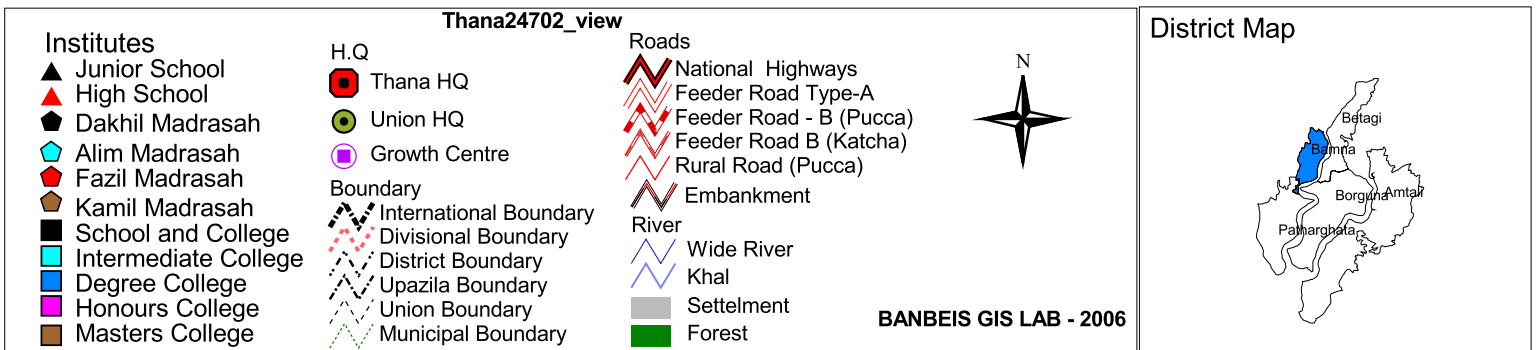 Thana24702_view
Institutes
Junior School
High School
Dakhil Madrasah
Alim Madrasah
Fazil Madrasah
Kamil Madrasah
School and College
Intermediate College
Degree College
Honours College
Masters College
H.Q
Thana HQ
Union HQ
Growth Centre
Boundary
International Boundary
Divisional Boundary
District Boundary
Upazila Boundary
Union Boundary
Municipal Boundary
Roads
National Highways
Feeder Road Type-A
Feeder Road - B (Pucca)
Feeder Road B (Katcha)
Rural Road (Pucca)
Embankment
River
Wide River
Khal
Settelment
Forest
N
BANBEIS GIS LAB - 2006
District Map
Betagi
Bamna
Borguna
Amtali
Patharghata